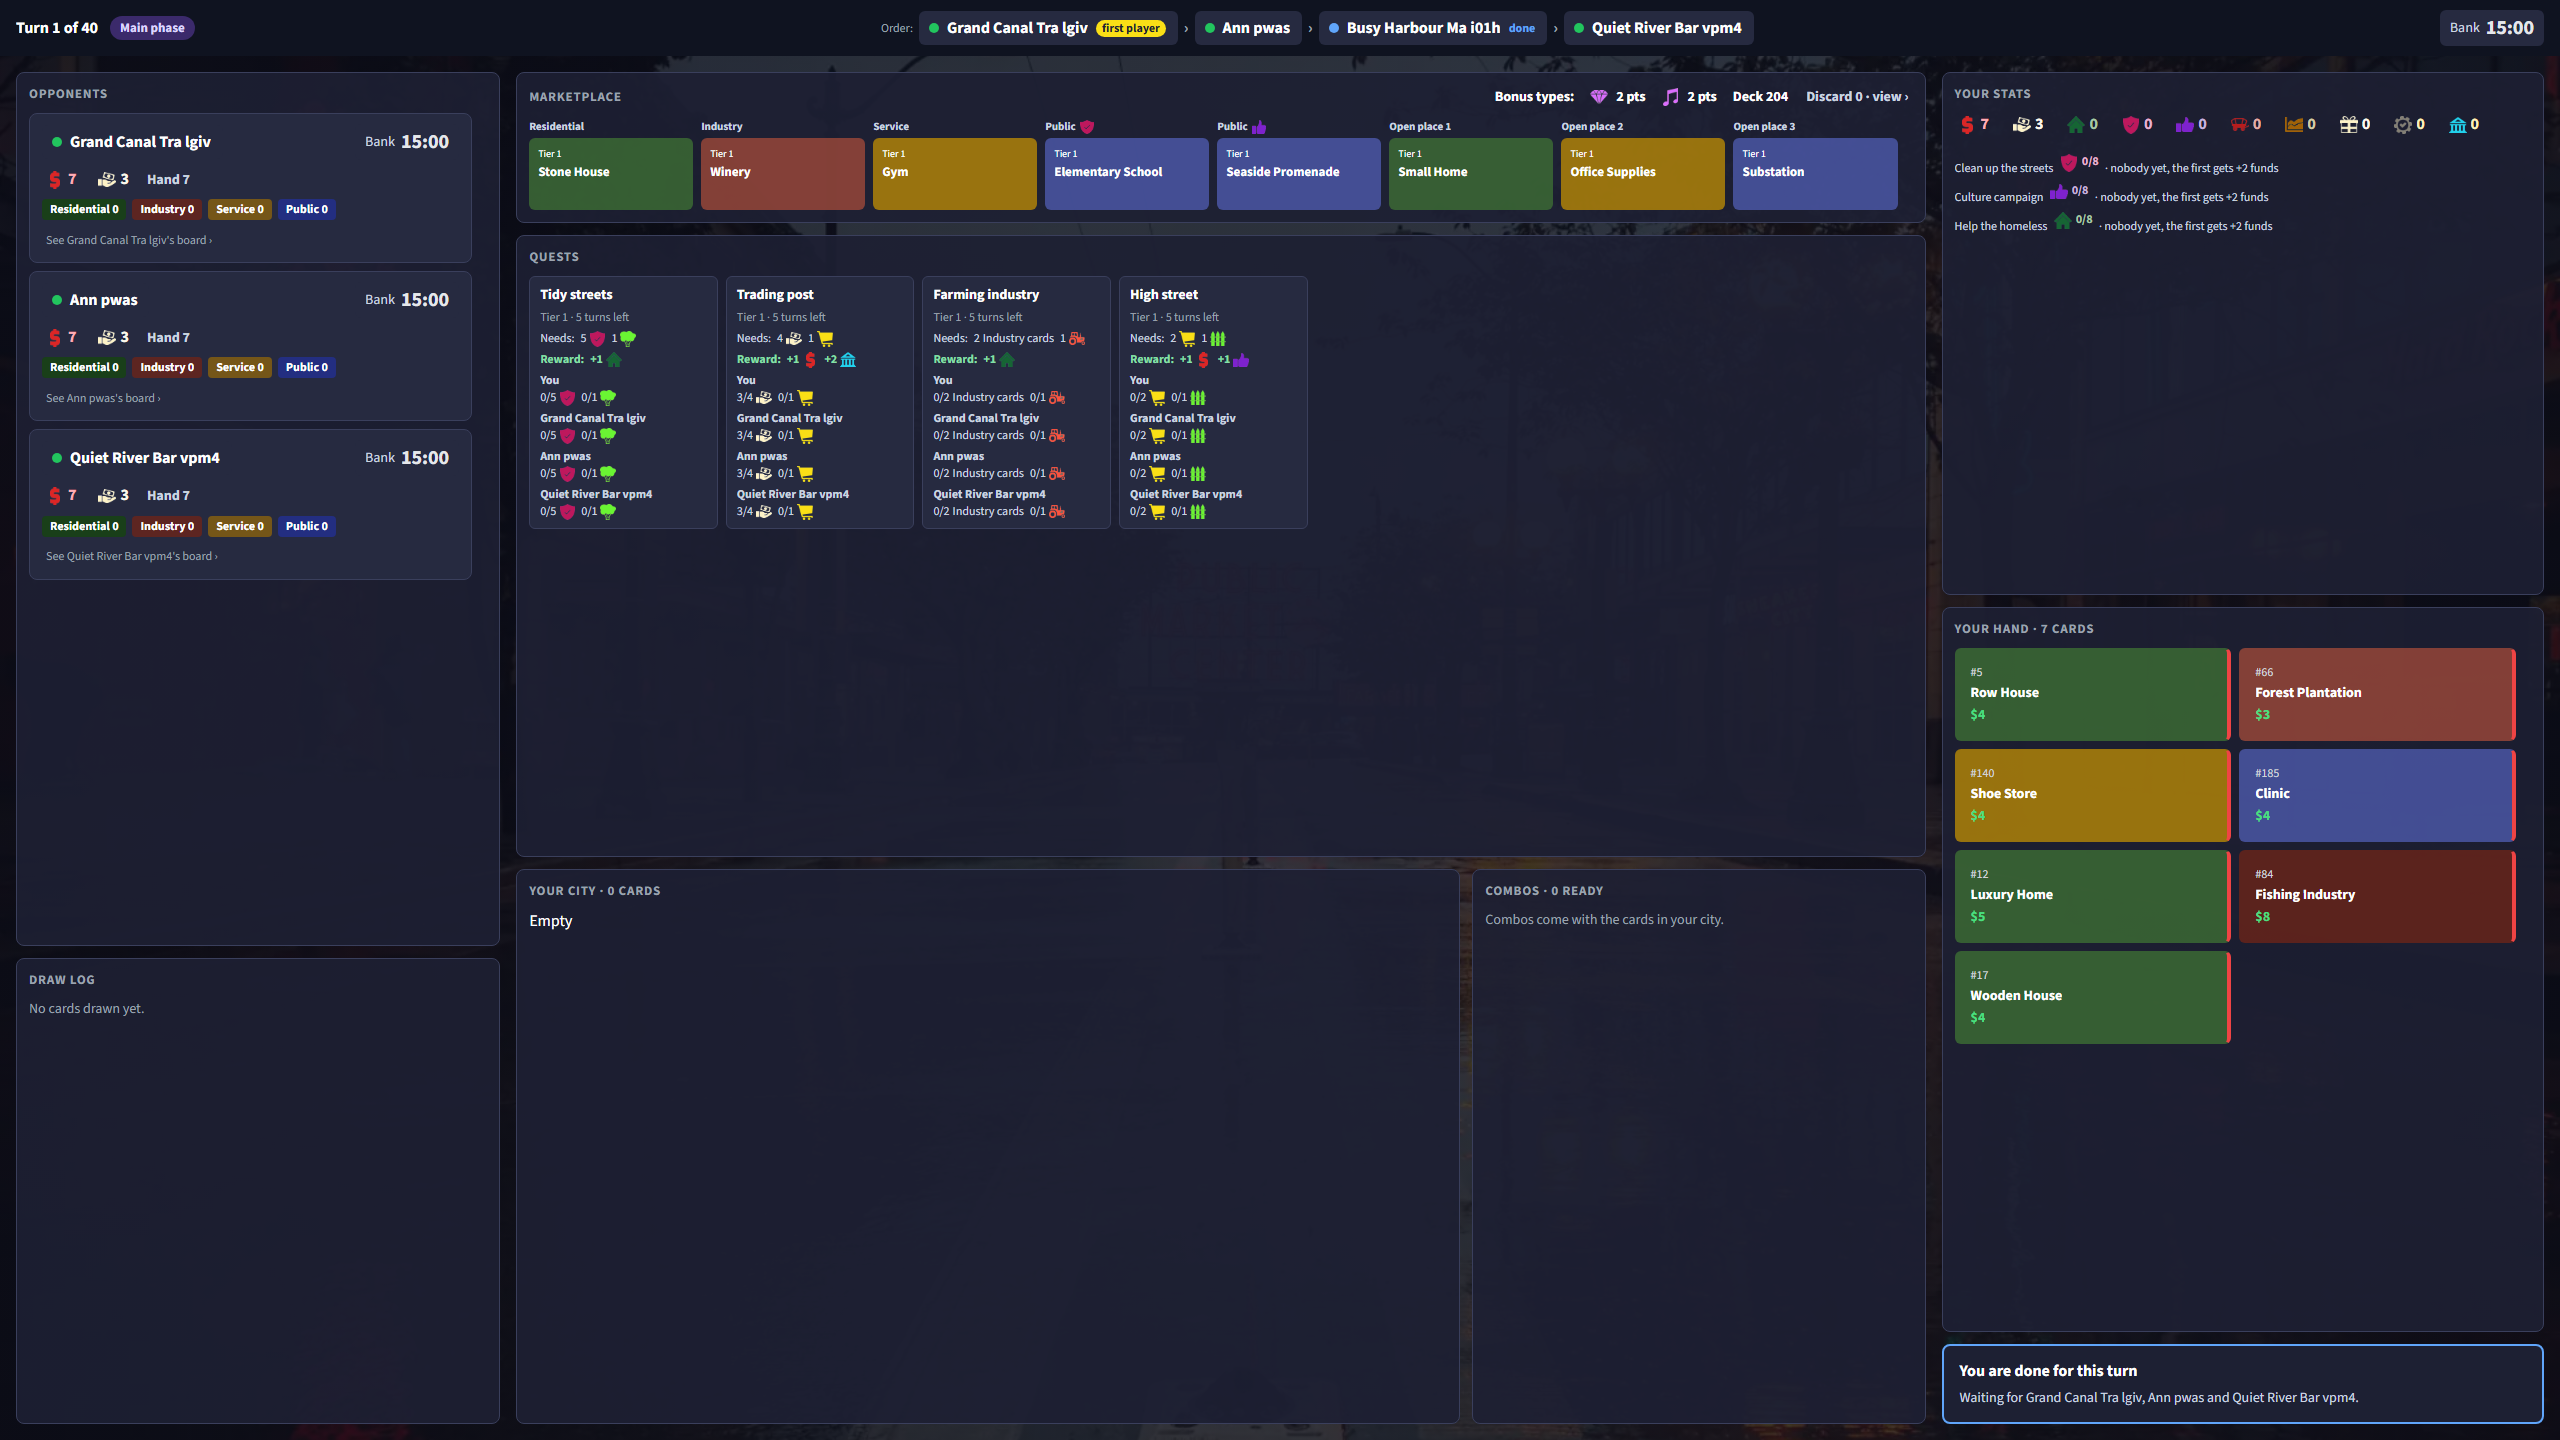 Turn 1 of 40 Main phase
Order: Grand Canal Tra lgiv first player › Ann pwas › Busy Harbour Ma i01h done › Quiet River Bar vpm4
Bank 15:00
OPPONENTS
Grand Canal Tra lgiv Bank 15:00
7 3 Hand 7
Residential 0 Industry 0 Service 0 Public 0
See Grand Canal Tra lgiv's board ›
Ann pwas Bank 15:00
7 3 Hand 7
Residential 0 Industry 0 Service 0 Public 0
See Ann pwas's board ›
Quiet River Bar vpm4 Bank 15:00
7 3 Hand 7
Residential 0 Industry 0 Service 0 Public 0
See Quiet River Bar vpm4's board ›
DRAW LOG
No cards drawn yet.
MARKETPLACE
Bonus types: 2 pts 2 pts Deck 204 Discard 0 · view ›
Residential
Tier 1
Stone House
Industry
Tier 1
Winery
Service
Tier 1
Gym
Public
Tier 1
Elementary School
Public
Tier 1
Seaside Promenade
Open place 1
Tier 1
Small Home
Open place 2
Tier 1
Office Supplies
Open place 3
Tier 1
Substation
QUESTS
Tidy streets
Tier 1 · 5 turns left
Needs: 5 1
Reward: +1
You
0/5 0/1
Grand Canal Tra lgiv
0/5 0/1
Ann pwas
0/5 0/1
Quiet River Bar vpm4
0/5 0/1
Trading post
Tier 1 · 5 turns left
Needs: 4 1
Reward: +1 +2
You
3/4 0/1
Grand Canal Tra lgiv
3/4 0/1
Ann pwas
3/4 0/1
Quiet River Bar vpm4
3/4 0/1
Farming industry
Tier 1 · 5 turns left
Needs: 2 Industry cards 1
Reward: +1
You
0/2 Industry cards 0/1
Grand Canal Tra lgiv
0/2 Industry cards 0/1
Ann pwas
0/2 Industry cards 0/1
Quiet River Bar vpm4
0/2 Industry cards 0/1
High street
Tier 1 · 5 turns left
Needs: 2 1
Reward: +1 +1
You
0/2 0/1
Grand Canal Tra lgiv
0/2 0/1
Ann pwas
0/2 0/1
Quiet River Bar vpm4
0/2 0/1
YOUR CITY · 0 CARDS
Empty
COMBOS · 0 READY
Combos come with the cards in your city.
YOUR STATS
7 3 0 0 0 0 0 0 0 0
Clean up the streets 0/8 · nobody yet, the first gets +2 funds
Culture campaign 0/8 · nobody yet, the first gets +2 funds
Help the homeless 0/8 · nobody yet, the first gets +2 funds
YOUR HAND · 7 CARDS
#5
Row House
$4
#66
Forest Plantation
$3
#140
Shoe Store
$4
#185
Clinic
$4
#12
Luxury Home
$5
#84
Fishing Industry
$8
#17
Wooden House
$4
You are done for this turn
Waiting for Grand Canal Tra lgiv, Ann pwas and Quiet River Bar vpm4.